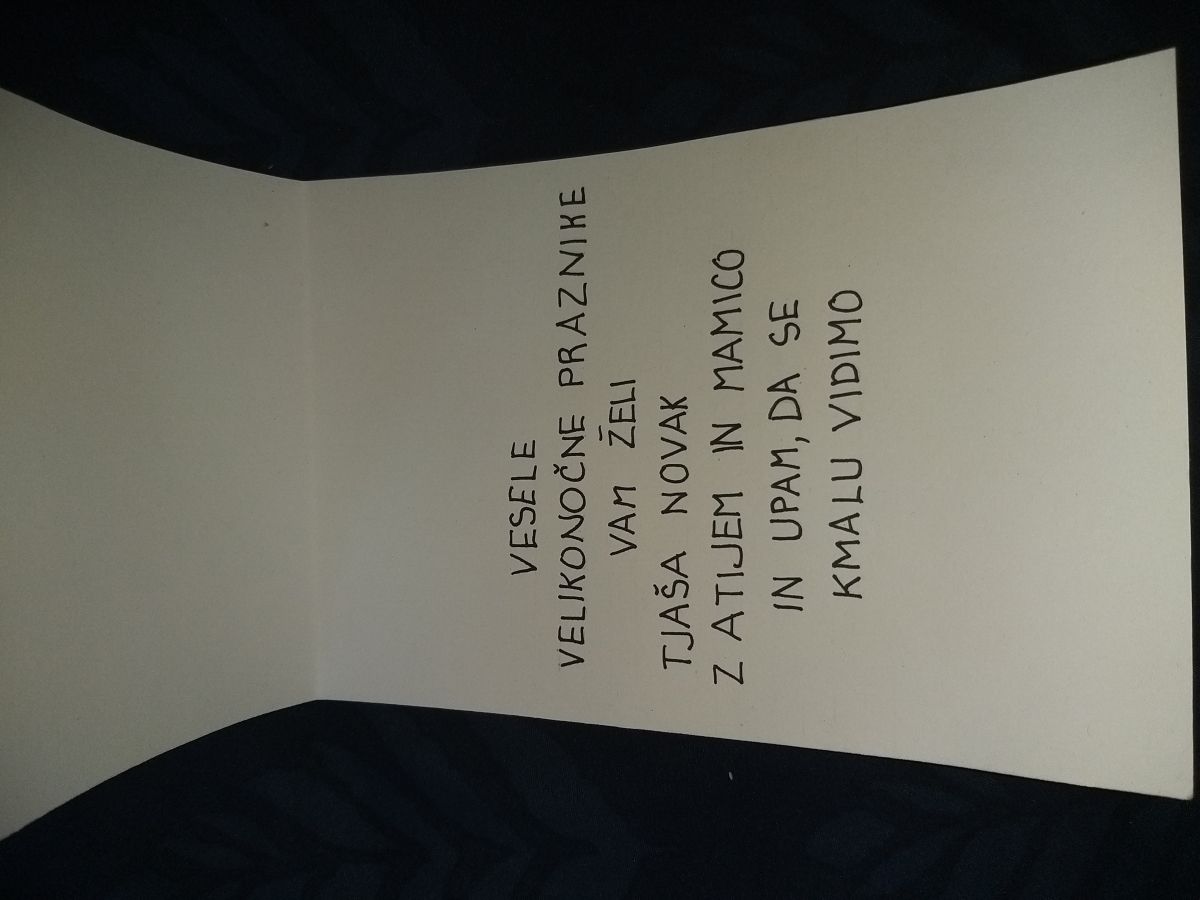 VESELE
VELIKONOČNE PRAZNIKE
VAM ŽELI
TJAŠA NOVAK
Z ATIJEM IN MAMICO
IN UPAM, DA SE
KMALU VIDIMO